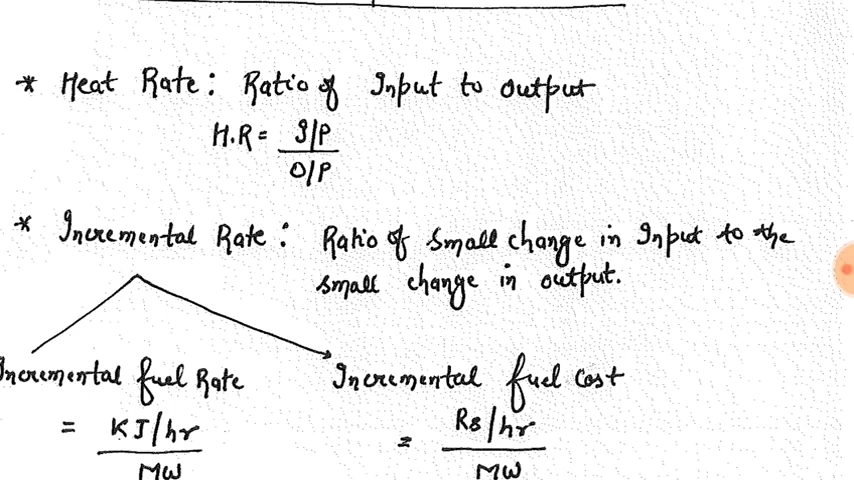 * Heat Rate: Ratio of Input to output
H.R = I/P
O/P
* Incremental Rate: Ratio of small change in Input to the
small change in output.
Incremental fuel Rate Incremental fuel Cost
= KJ/hr = Rs/hr
MW MW